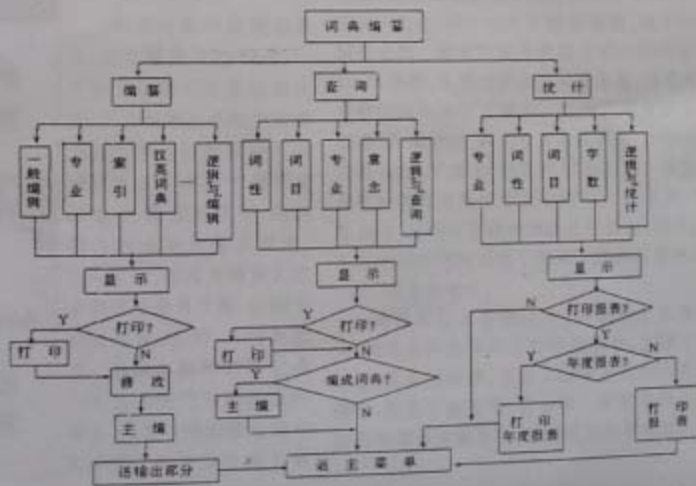 词典编纂
编纂
查询
统计
一般编辑
专业
索引
汉英词典
逻辑与编辑
词性
词目
专业
意念
逻辑与查询
专业
词性
词目
字数
逻辑与统计
显示
显示
显示
Y
打印?
N
打印
修改
主编
送输出部分
Y
打印?
N
打印
Y
编成词典?
主编
N
返主菜单
N
打印报表?
Y
Y
年度报表?
N
打印
年度报表
打印
报表